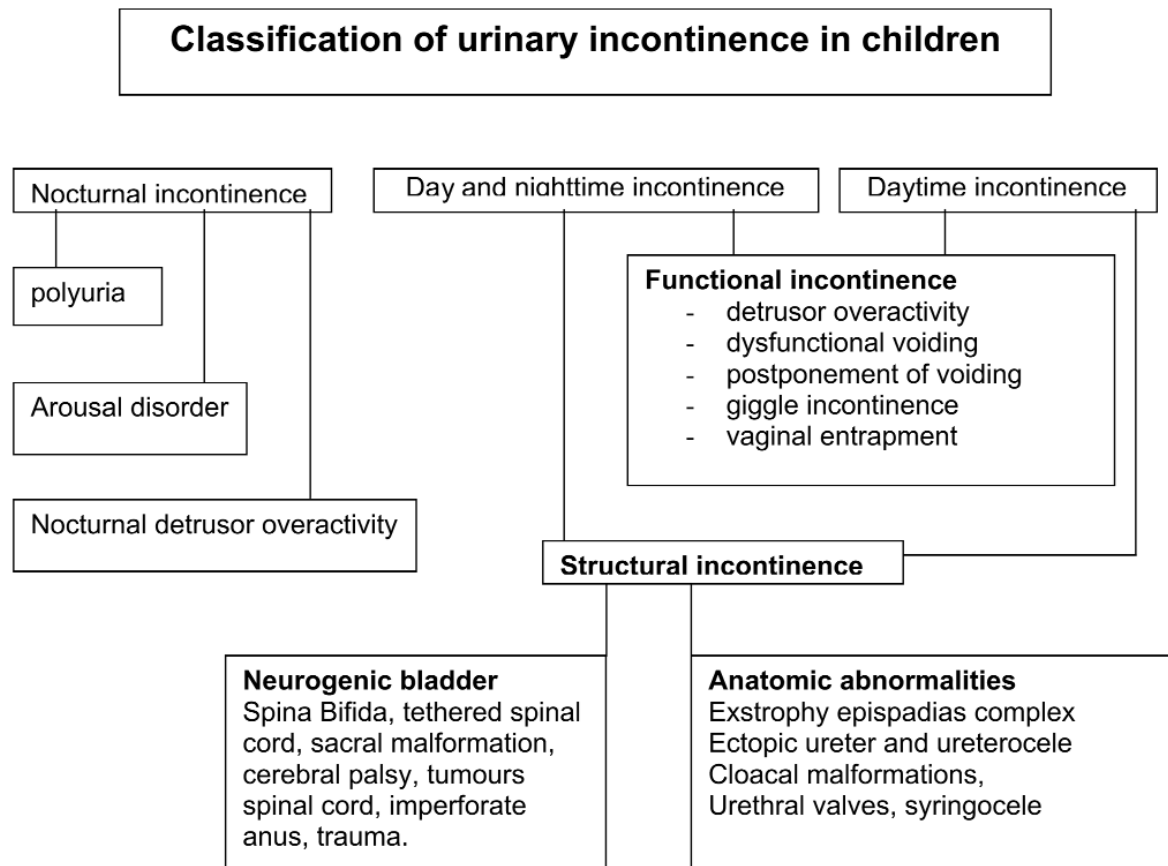 Classification of urinary incontinence in children
Nocturnal incontinence
Day and nighttime incontinence
Daytime incontinence
polyuria
Arousal disorder
Nocturnal detrusor overactivity
Functional incontinence
- detrusor overactivity
- dysfunctional voiding
- postponement of voiding
- giggle incontinence
- vaginal entrapment
Structural incontinence
Neurogenic bladder
Spina Bifida, tethered spinal
cord, sacral malformation,
cerebral palsy, tumours
spinal cord, imperforate
anus, trauma.
Anatomic abnormalities
Exstrophy epispadias complex
Ectopic ureter and ureterocele
Cloacal malformations,
Urethral valves, syringocele